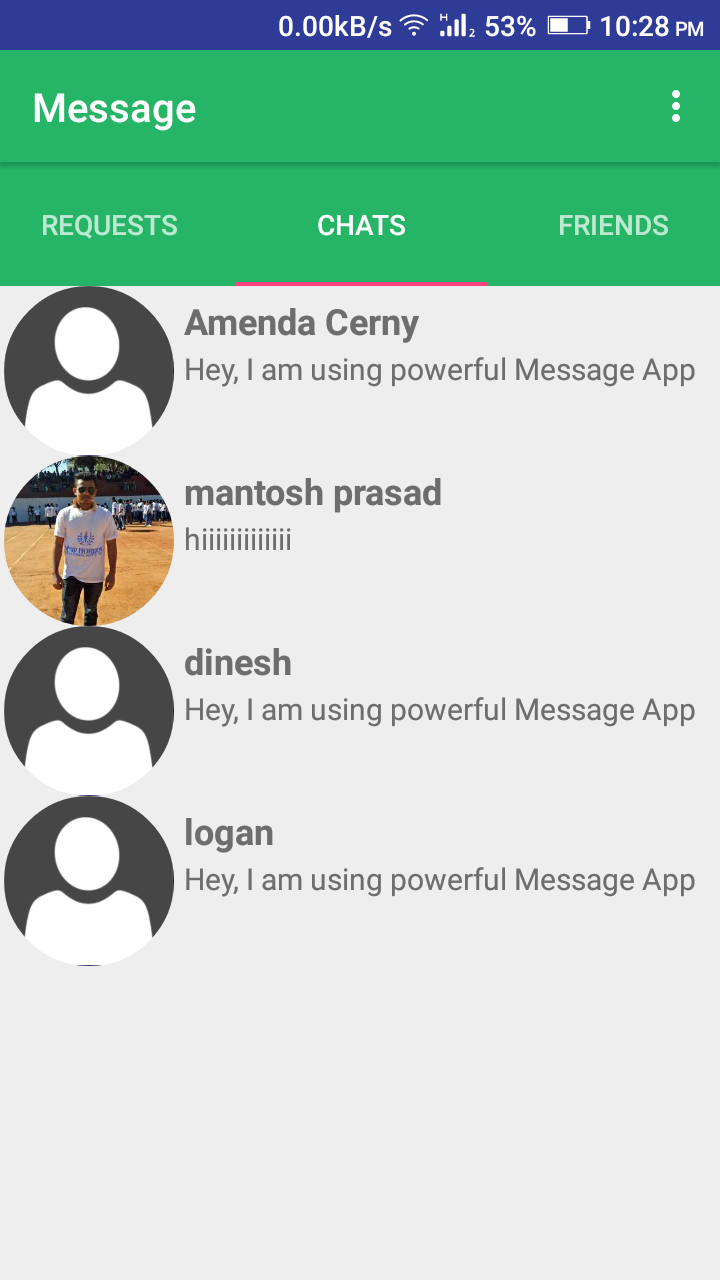 0.00kB/s H 2 53% 10:28 PM
Message
REQUESTS CHATS FRIENDS
Amenda Cerny
Hey, I am using powerful Message App
mantosh prasad
hiiiiiiiiiiiii
dinesh
Hey, I am using powerful Message App
logan
Hey, I am using powerful Message App